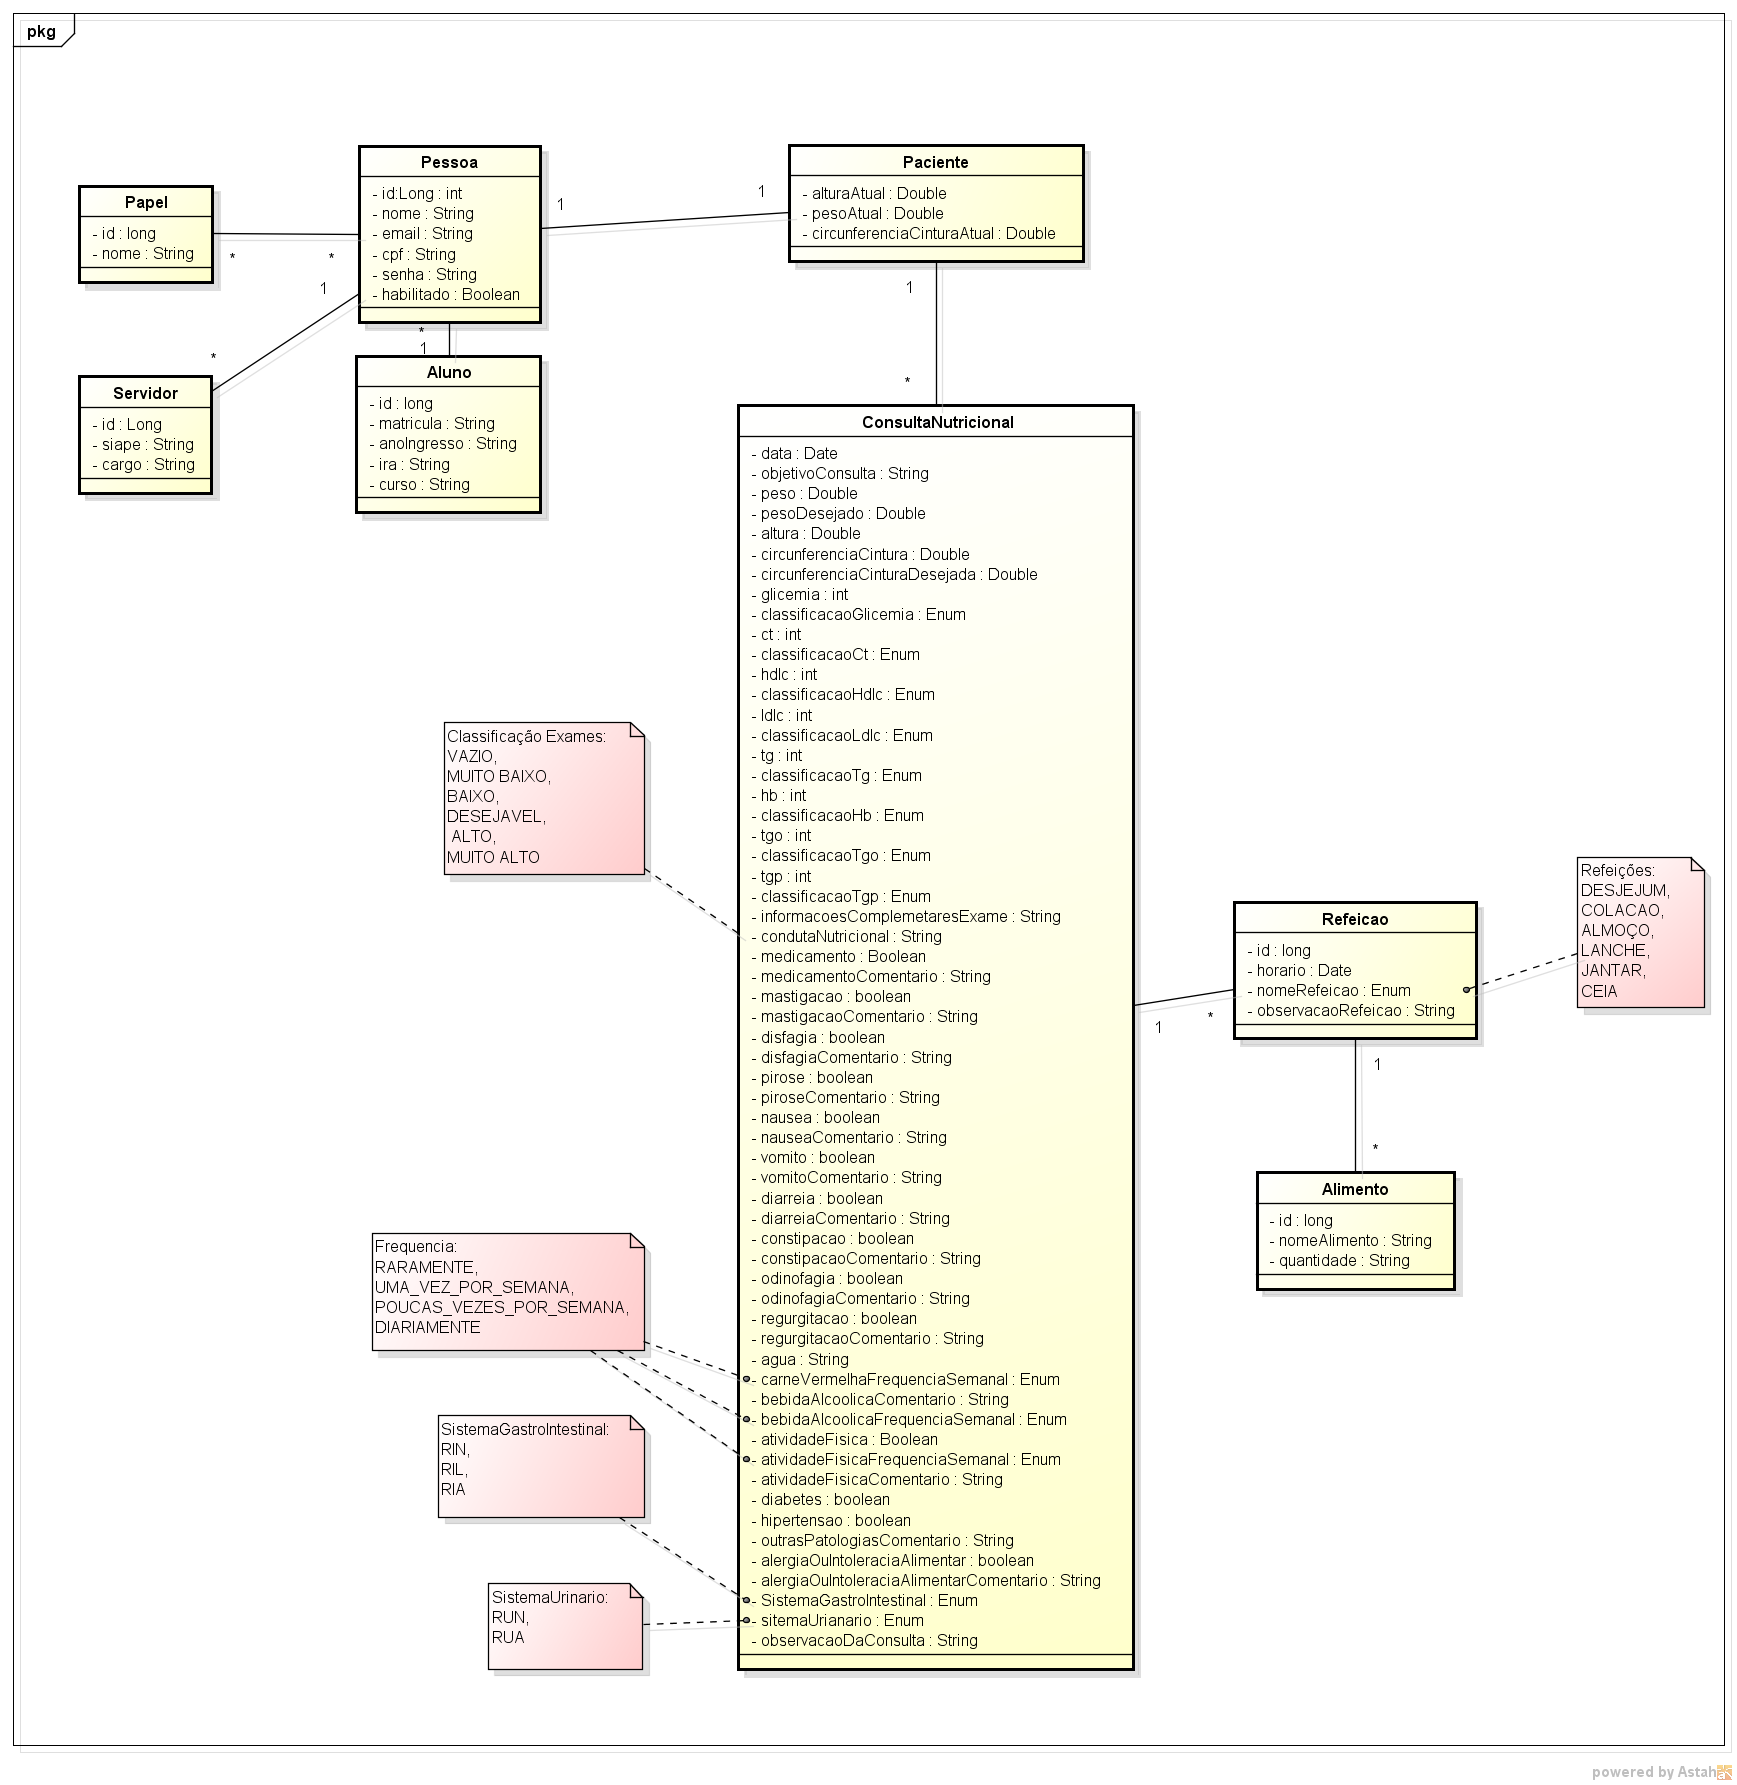 pkg
Papel
- id : long
- nome : String
*
*
Pessoa
- id:Long : int
- nome : String
- email : String
- cpf : String
- senha : String
- habilitado : Boolean
1
1
Paciente
- alturaAtual : Double
- pesoAtual : Double
- circunferenciaCinturaAtual : Double
1
*
1
*
Servidor
- id : Long
- siape : String
- cargo : String
*
1
Aluno
- id : long
- matricula : String
- anoIngresso : String
- ira : String
- curso : String
ConsultaNutricional
- data : Date
- objetivoConsulta : String
- peso : Double
- pesoDesejado : Double
- altura : Double
- circunferenciaCintura : Double
- circunferenciaCinturaDesejada : Double
- glicemia : int
- classificacaoGlicemia : Enum
- ct : int
- classificacaoCt : Enum
- hdlc : int
- classificacaoHdlc : Enum
- ldlc : int
- classificacaoLdlc : Enum
- tg : int
- classificacaoTg : Enum
- hb : int
- classificacaoHb : Enum
- tgo : int
- classificacaoTgo : Enum
- tgp : int
- classificacaoTgp : Enum
- informacoesComplemetaresExame : String
- condutaNutricional : String
- medicamento : Boolean
- medicamentoComentario : String
- mastigacao : boolean
- mastigacaoComentario : String
- disfagia : boolean
- disfagiaComentario : String
- pirose : boolean
- piroseComentario : String
- nausea : boolean
- nauseaComentario : String
- vomito : boolean
- vomitoComentario : String
- diarreia : boolean
- diarreiaComentario : String
- constipacao : boolean
- constipacaoComentario : String
- odinofagia : boolean
- odinofagiaComentario : String
- regurgitacao : boolean
- regurgitacaoComentario : String
- agua : String
- carneVermelhaFrequenciaSemanal : Enum
- bebidaAlcoolicaComentario : String
- bebidaAlcoolicaFrequenciaSemanal : Enum
- atividadeFisica : Boolean
- atividadeFisicaFrequenciaSemanal : Enum
- atividadeFisicaComentario : String
- diabetes : boolean
- hipertensao : boolean
- outrasPatologiasComentario : String
- alergiaOuIntoleraciaAlimentar : boolean
- alergiaOuIntoleraciaAlimentarComentario : String
- SistemaGastroIntestinal : Enum
- sitemaUrianario : Enum
- observacaoDaConsulta : String
Classificação Exames:
VAZIO,
MUITO BAIXO,
BAIXO,
DESEJAVEL,
ALTO,
MUITO ALTO
Frequencia:
RARAMENTE,
UMA_VEZ_POR_SEMANA,
POUCAS_VEZES_POR_SEMANA,
DIARIAMENTE
SistemaGastroIntestinal:
RIN,
RIL,
RIA
SistemaUrinario:
RUN,
RUA
1
*
Refeicao
- id : long
- horario : Date
- nomeRefeicao : Enum
- observacaoRefeicao : String
Refeições:
DESJEJUM,
COLACAO,
ALMOÇO,
LANCHE,
JANTAR,
CEIA
1
*
Alimento
- id : long
- nomeAlimento : String
- quantidade : String
powered by Astah